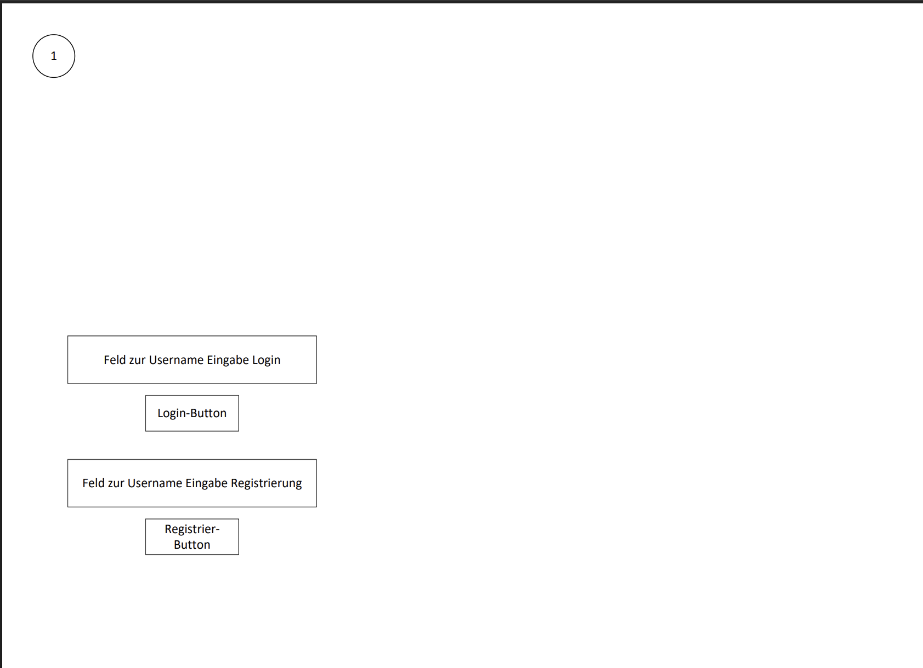 1
Feld zur Username Eingabe Login
Login-Button
Feld zur Username Eingabe Registrierung
Registrier-
Button